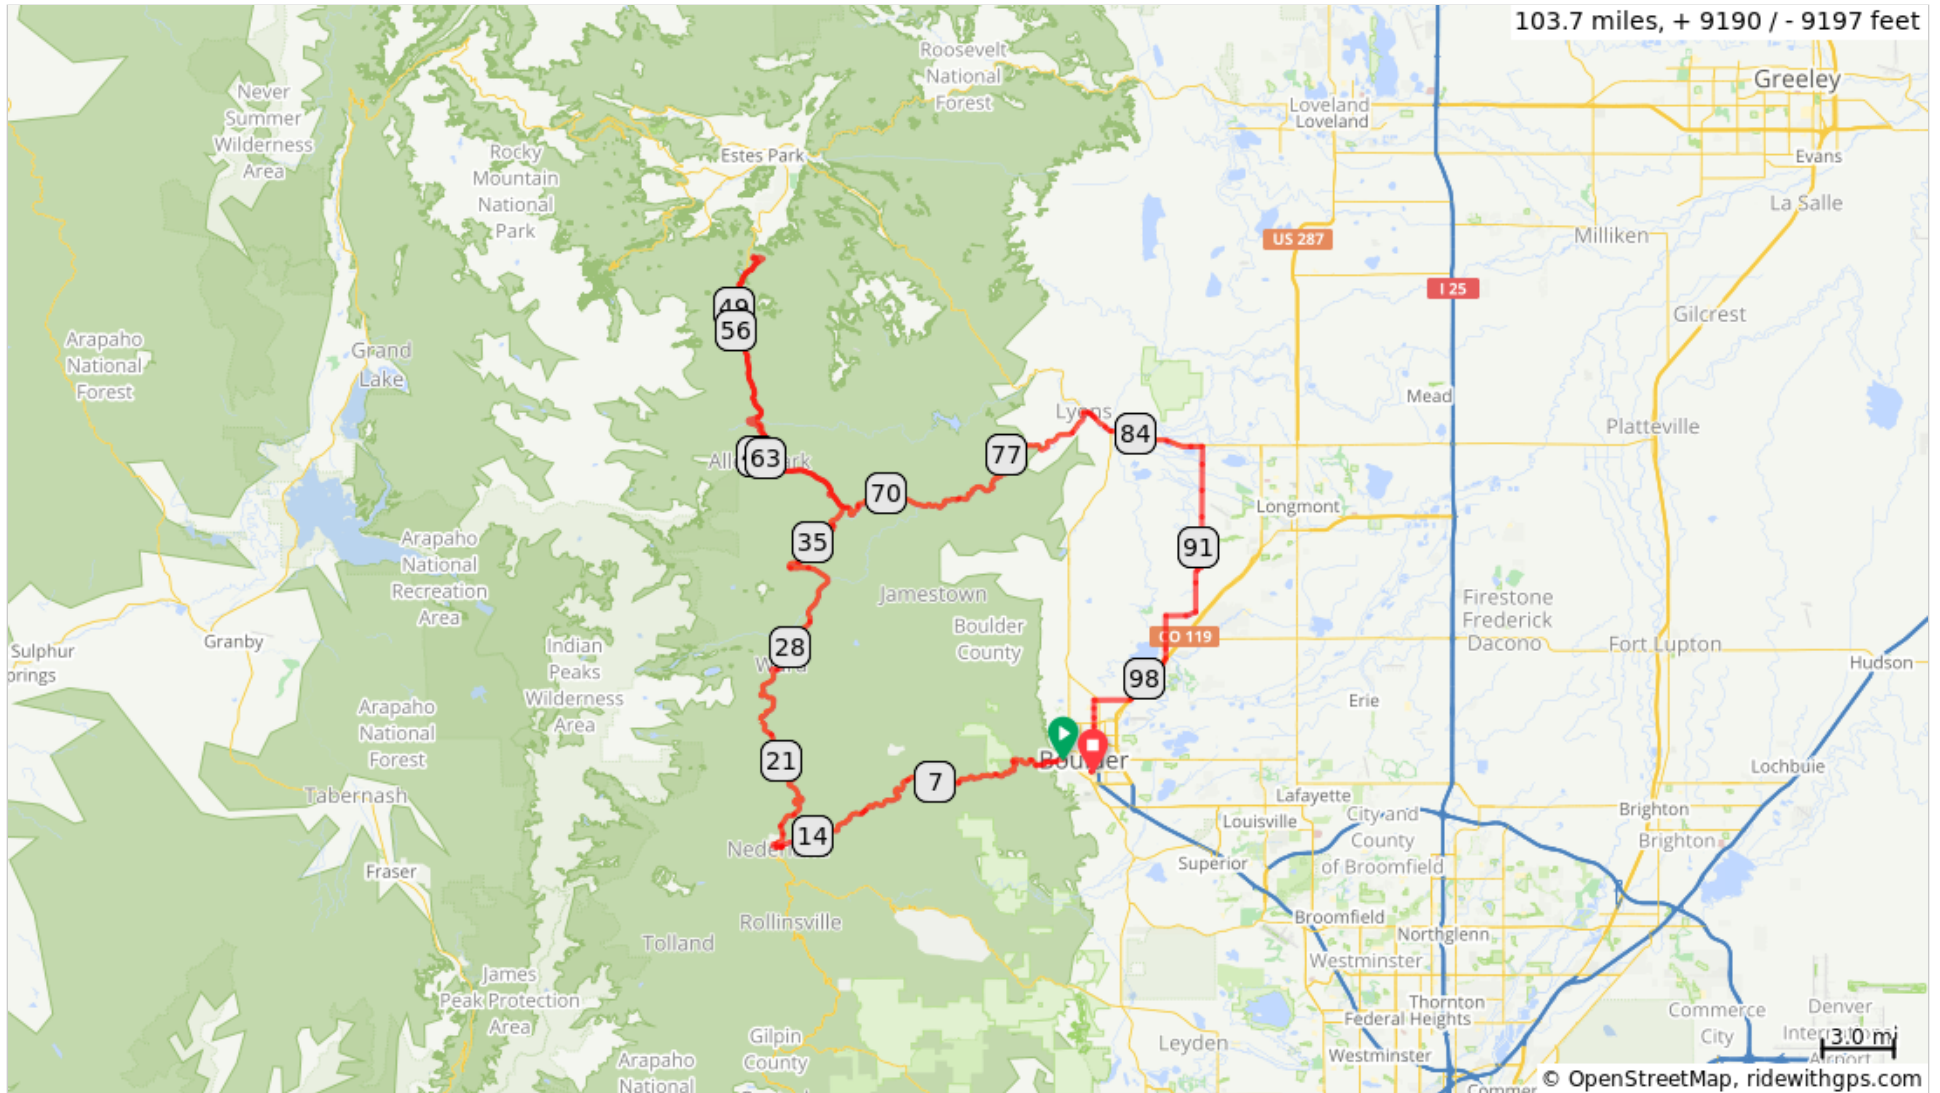 103.7 miles, + 9190 / - 9197 feet
Roosevelt
National
Forest
Greeley
Never
Summer
Wilderness
Area
Loveland
Loveland
Rocky
Mountain
National
Park
Estes Park
Evans
La Salle
US 287
Milliken
I 25
49
56
Gilcrest
Arapaho
National
Forest
Grand
Lake
Mead
Lyons
84
Platteville
63
77
70
Longmont
35
91
Arapaho
National
Recreation
Area
Jamestown
Boulder
County
Firestone
Frederick
Dacono
Granby
28
CO 119
Fort Lupton
Sulphur
Indian
Peaks
Wilderness
Area
98
Hudson
Erie
Arapaho
National
Forest
21
Boulder
7
Lochbuie
Tabernash
Lafayette
City and
County
of Broomfield
Louisville
Brighton
Brighton
14
Superior
Fraser
Rollinsville
Broomfield
Northglenn
Tolland
Westminster
James
Peak Protection
Area
Thornton
Federal Heights
Commerce
City
Denver
Gilpin
County
Leyden
3.0 mi
Airport
Arapaho
National
Westminster
© OpenStreetMap, ridewithgps.com